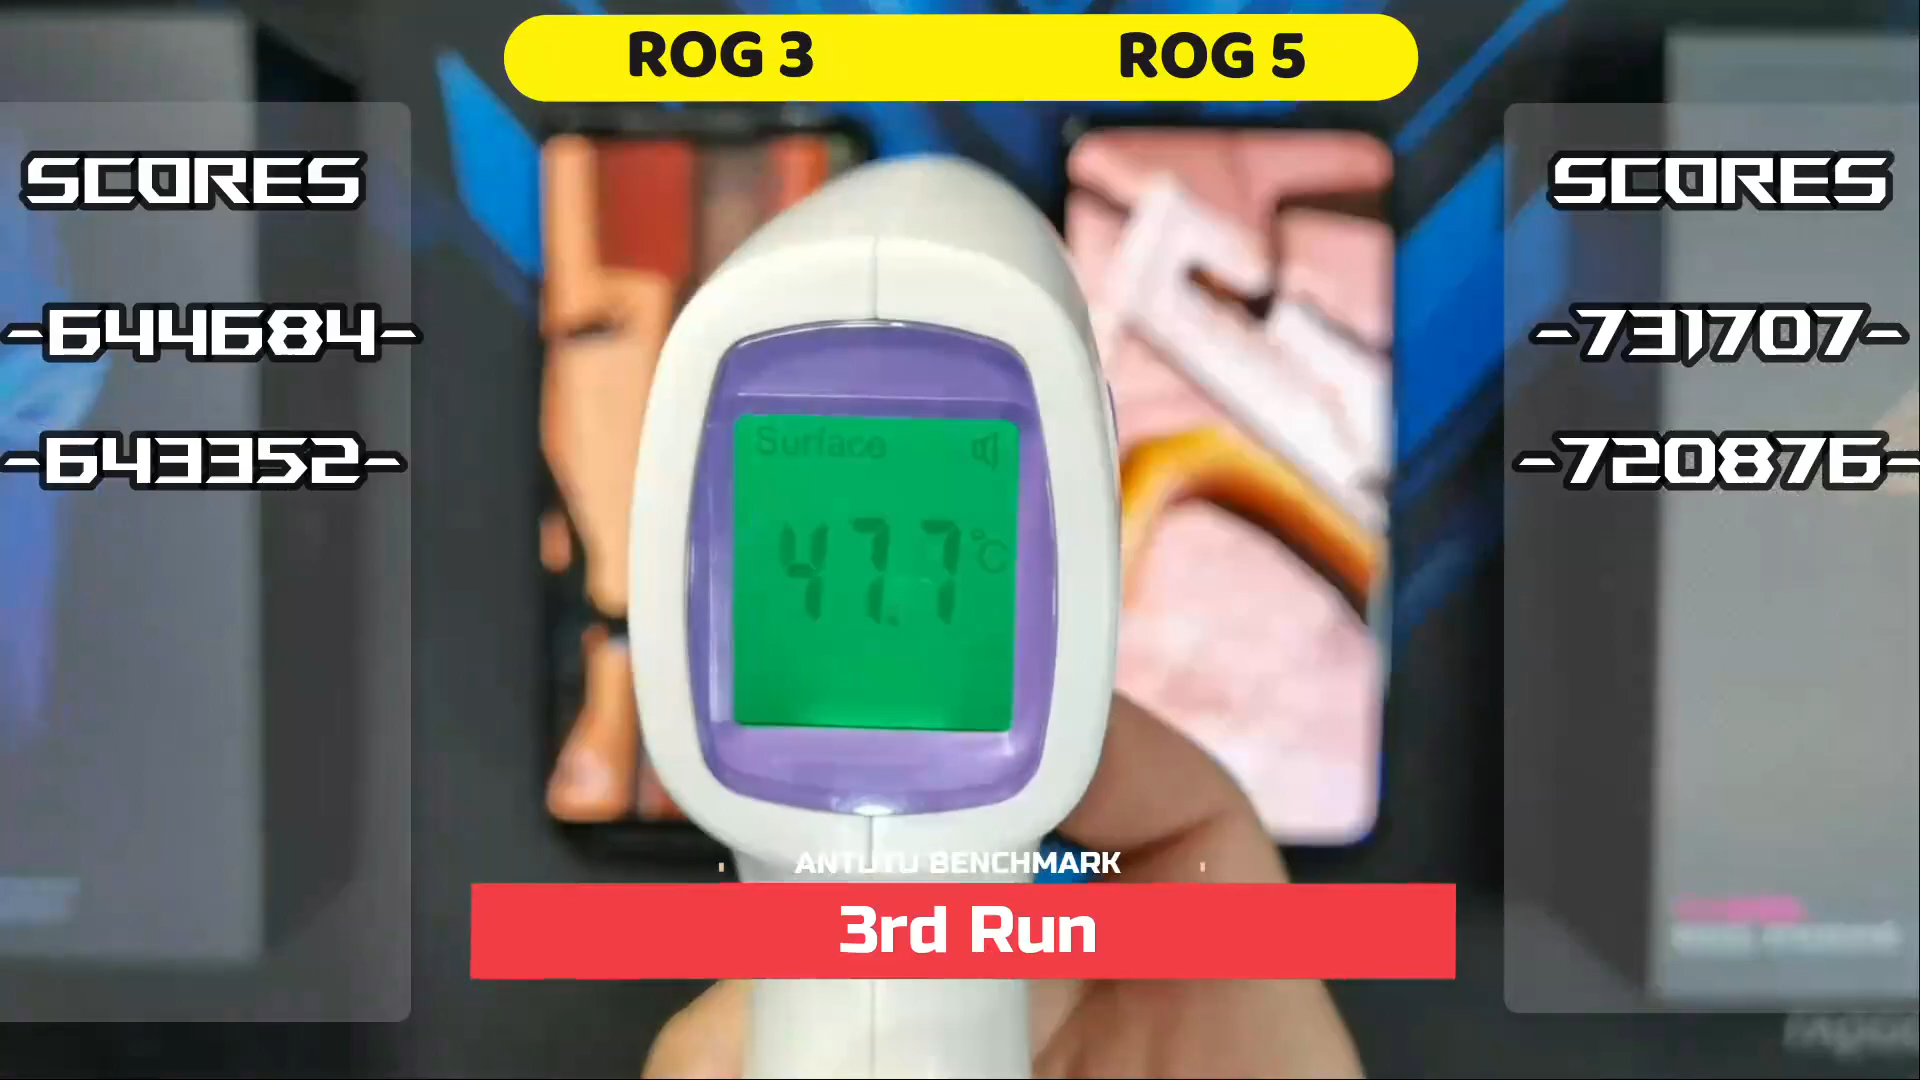 ROG 3 ROG 5
SCORES
-644684-
-643352-
SCORES
-731707-
-720876-
Surface
47.7 °C
ANTUTU BENCHMARK
3rd Run